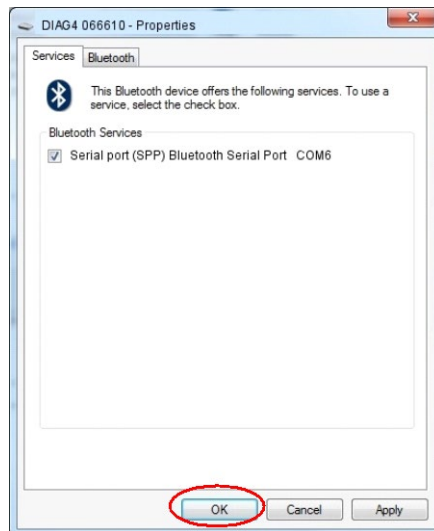 DIAG4 066610 - Properties
Services Bluetooth
This Bluetooth device offers the following services. To use a
service, select the check box.
Bluetooth Services
Serial port (SPP) Bluetooth Serial Port COM6
OK Cancel Apply